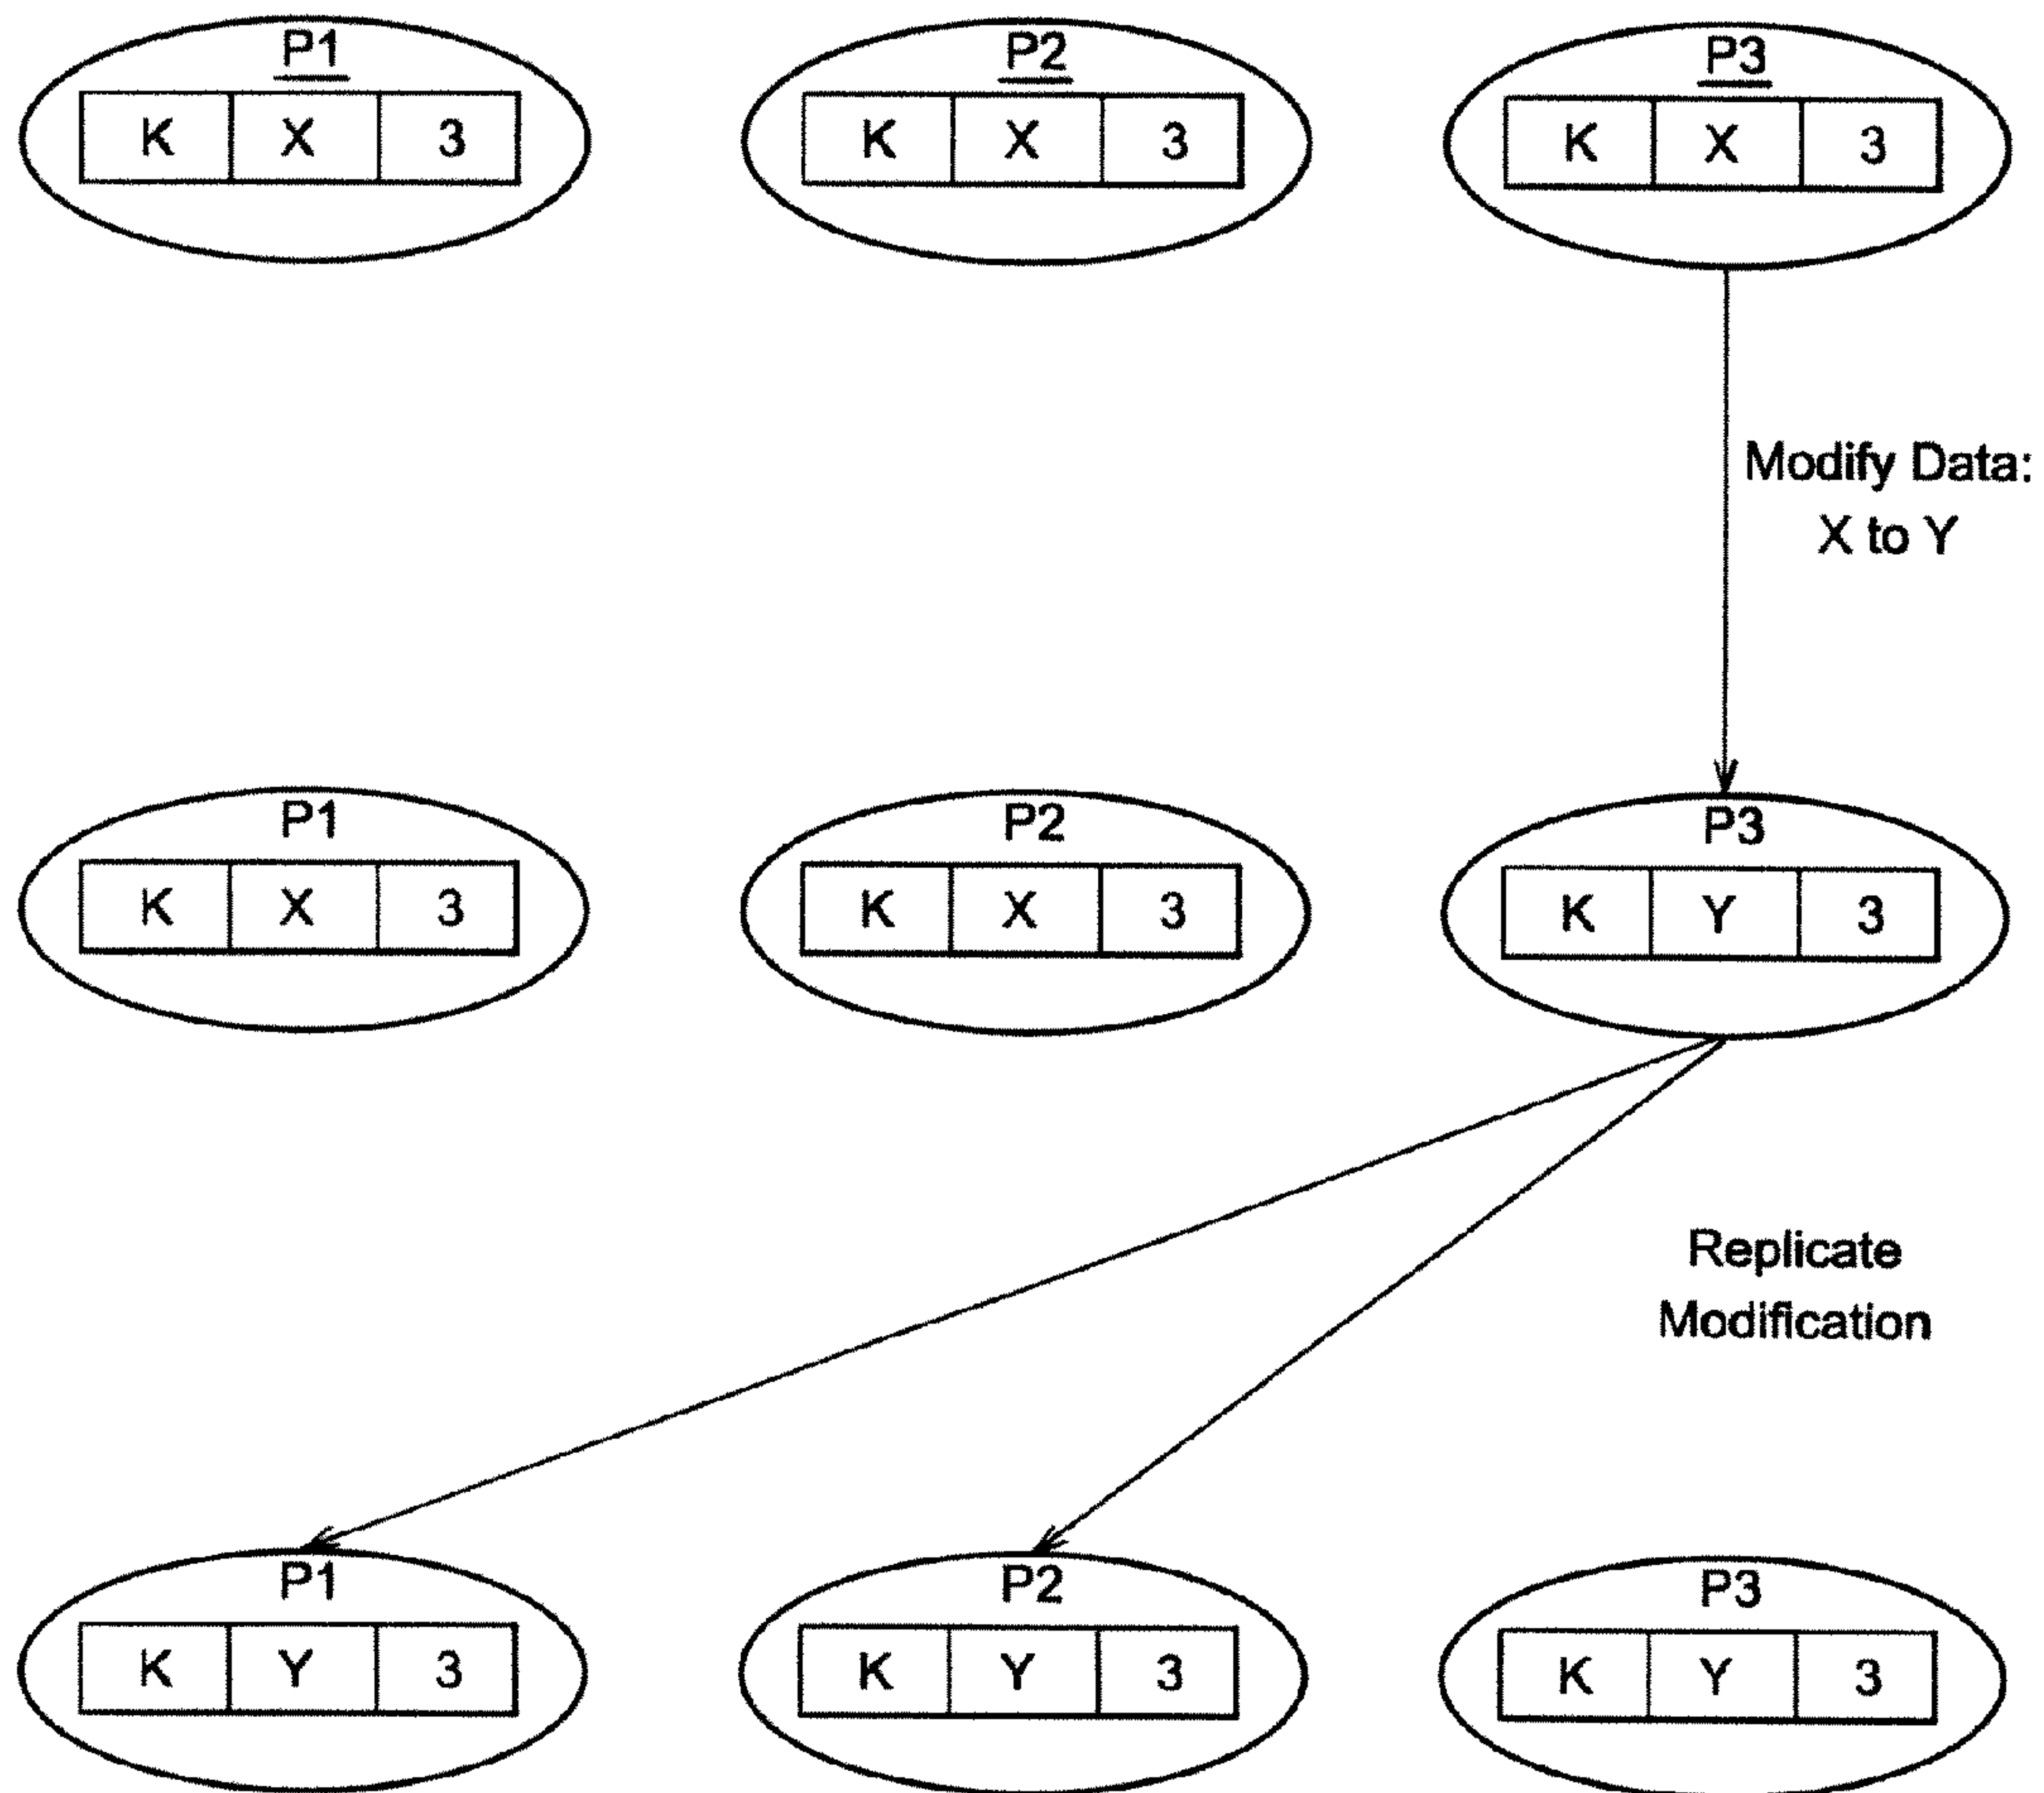 P1 P2 P3
K X 3 K X 3 K X 3
Modify Data:
X to Y
P1 P2 P3
K X 3 K X 3 K Y 3
Replicate
Modification
P1 P2 P3
K Y 3 K Y 3 K Y 3